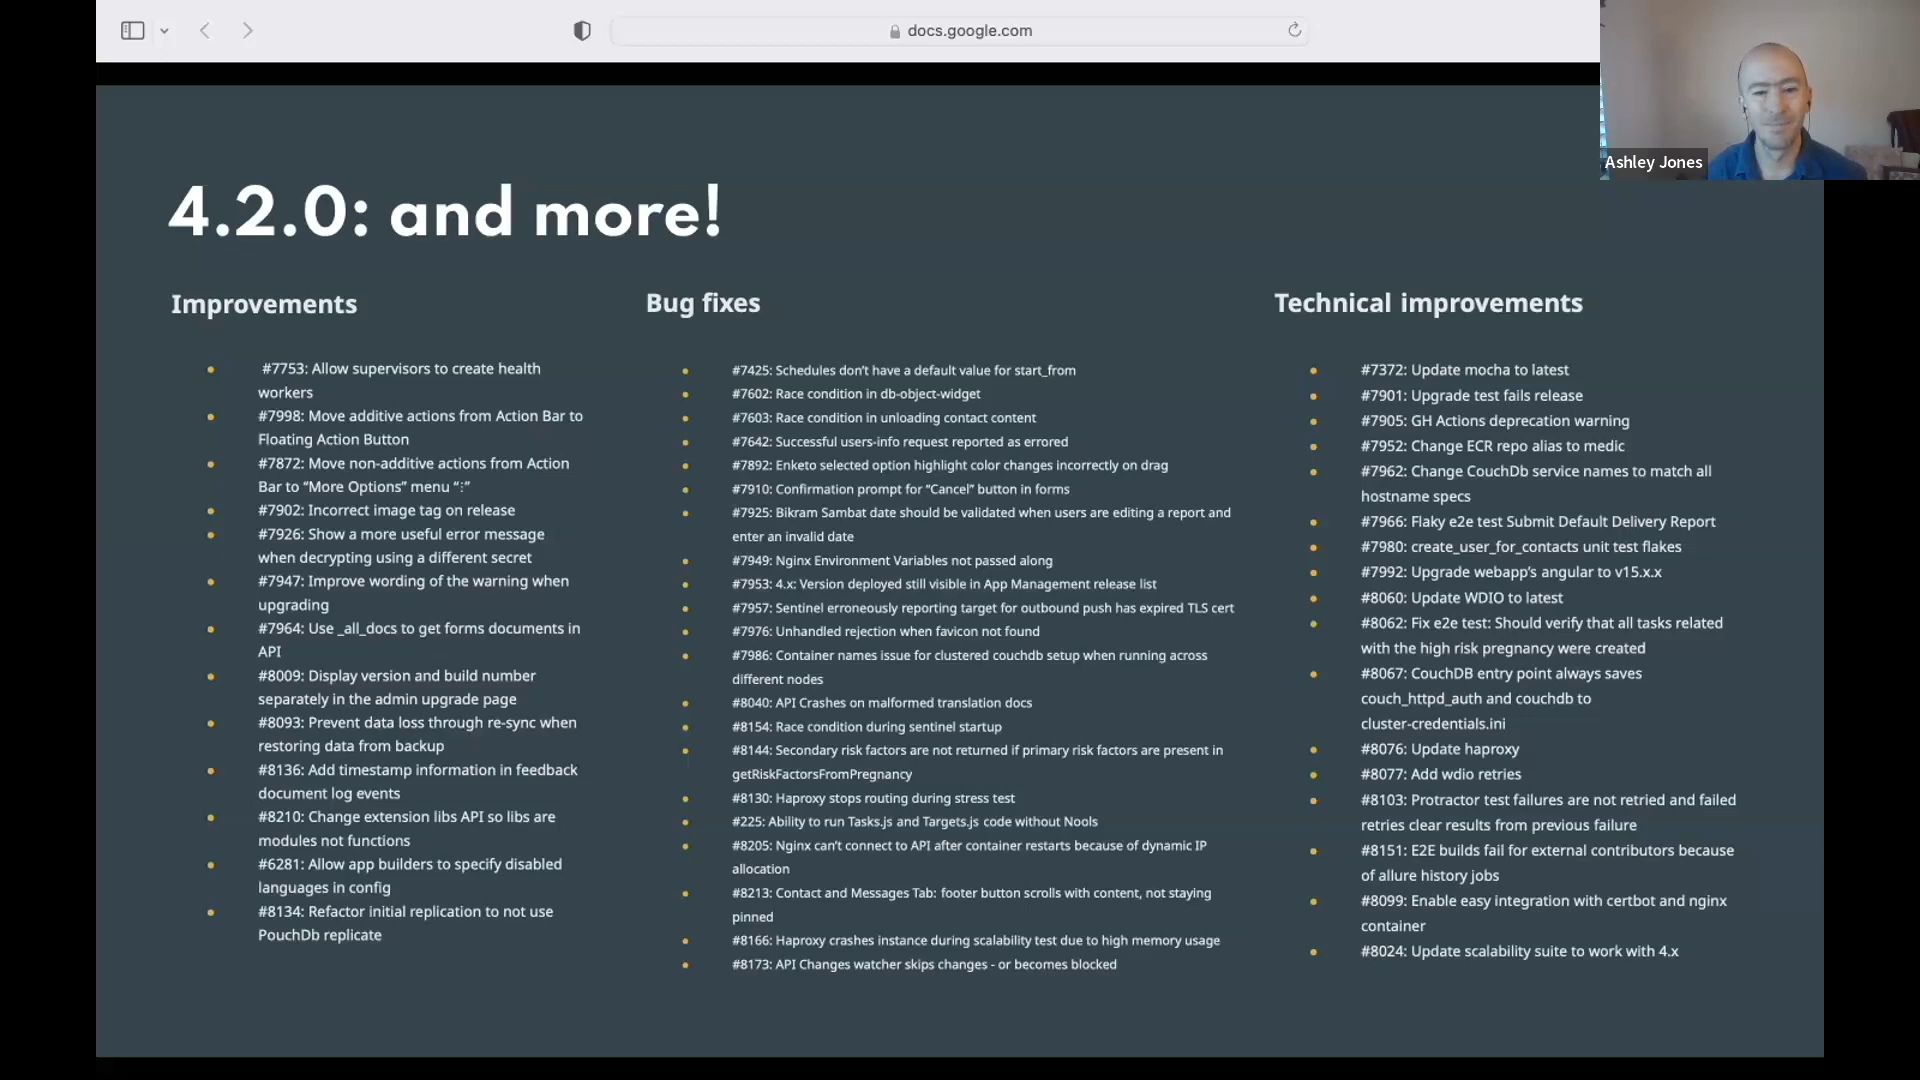 docs.google.com
Ashley Jones
4.2.0: and more!
Improvements
#7753: Allow supervisors to create health
workers
#7998: Move additive actions from Action Bar to
Floating Action Button
#7872: Move non-additive actions from Action
Bar to “More Options” menu “⋮”
#7902: Incorrect image tag on release
#7926: Show a more useful error message
when decrypting using a different secret
#7947: Improve wording of the warning when
upgrading
#7964: Use _all_docs to get forms documents in
API
#8009: Display version and build number
separately in the admin upgrade page
#8093: Prevent data loss through re-sync when
restoring data from backup
#8136: Add timestamp information in feedback
document log events
#8210: Change extension libs API so libs are
modules not functions
#6281: Allow app builders to specify disabled
languages in config
#8134: Refactor initial replication to not use
PouchDb replicate
Bug fixes
#7425: Schedules don’t have a default value for start_from
#7602: Race condition in db-object-widget
#7603: Race condition in unloading contact content
#7642: Successful users-info request reported as errored
#7892: Enketo selected option highlight color changes incorrectly on drag
#7910: Confirmation prompt for “Cancel” button in forms
#7925: Bikram Sambat date should be validated when users are editing a report and
enter an invalid date
#7949: Nginx Environment Variables not passed along
#7953: 4.x: Version deployed still visible in App Management release list
#7957: Sentinel erroneously reporting target for outbound push has expired TLS cert
#7976: Unhandled rejection when favicon not found
#7986: Container names issue for clustered couchdb setup when running across
different nodes
#8040: API Crashes on malformed translation docs
#8154: Race condition during sentinel startup
#8144: Secondary risk factors are not returned if primary risk factors are present in
getRiskFactorsFromPregnancy
#8130: Haproxy stops routing during stress test
#225: Ability to run Tasks.js and Targets.js code without Nools
#8205: Nginx can’t connect to API after container restarts because of dynamic IP
allocation
#8213: Contact and Messages Tab: footer button scrolls with content, not staying
pinned
#8166: Haproxy crashes instance during scalability test due to high memory usage
#8173: API Changes watcher skips changes - or becomes blocked
Technical improvements
#7372: Update mocha to latest
#7901: Upgrade test fails release
#7905: GH Actions deprecation warning
#7952: Change ECR repo alias to medic
#7962: Change CouchDb service names to match all
hostname specs
#7966: Flaky e2e test Submit Default Delivery Report
#7980: create_user_for_contacts unit test flakes
#7992: Upgrade webapp’s angular to v15.x.x
#8060: Update WDIO to latest
#8062: Fix e2e test: Should verify that all tasks related
with the high risk pregnancy were created
#8067: CouchDB entry point always saves
couch_httpd_auth and couchdb to
cluster-credentials.ini
#8076: Update haproxy
#8077: Add wdio retries
#8103: Protractor test failures are not retried and failed
retries clear results from previous failure
#8151: E2E builds fail for external contributors because
of allure history jobs
#8099: Enable easy integration with certbot and nginx
container
#8024: Update scalability suite to work with 4.x